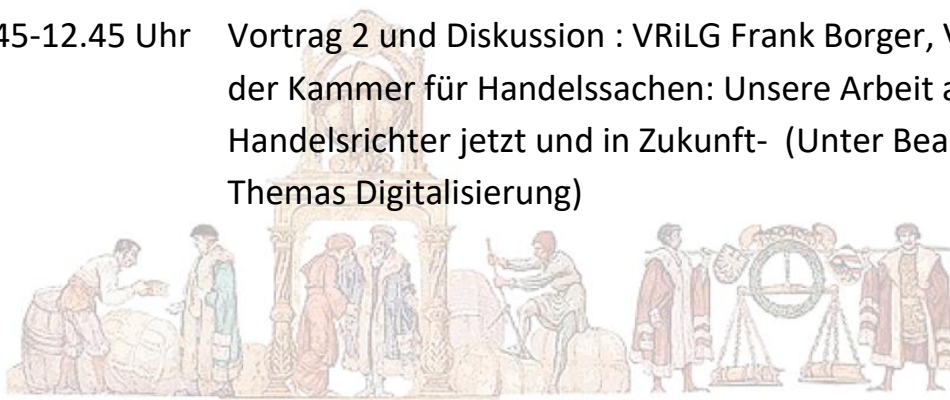 45-12.45 Uhr Vortrag 2 und Diskussion : VRiLG Frank Borger,
der Kammer für Handelssachen: Unsere Arbeit
Handelsrichter jetzt und in Zukunft- (Unter
Themas Digitalisierung)